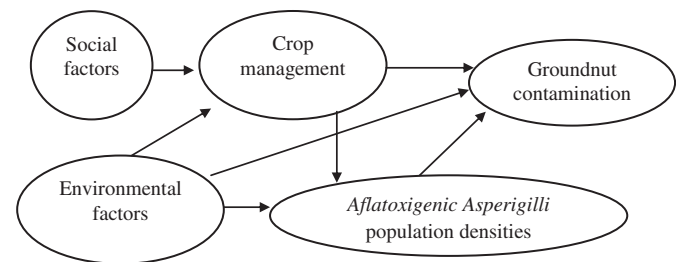 Social
factors
Crop
management
Groundnut
contamination
Environmental
factors
Aflatoxigenic Asperigilli
population densities